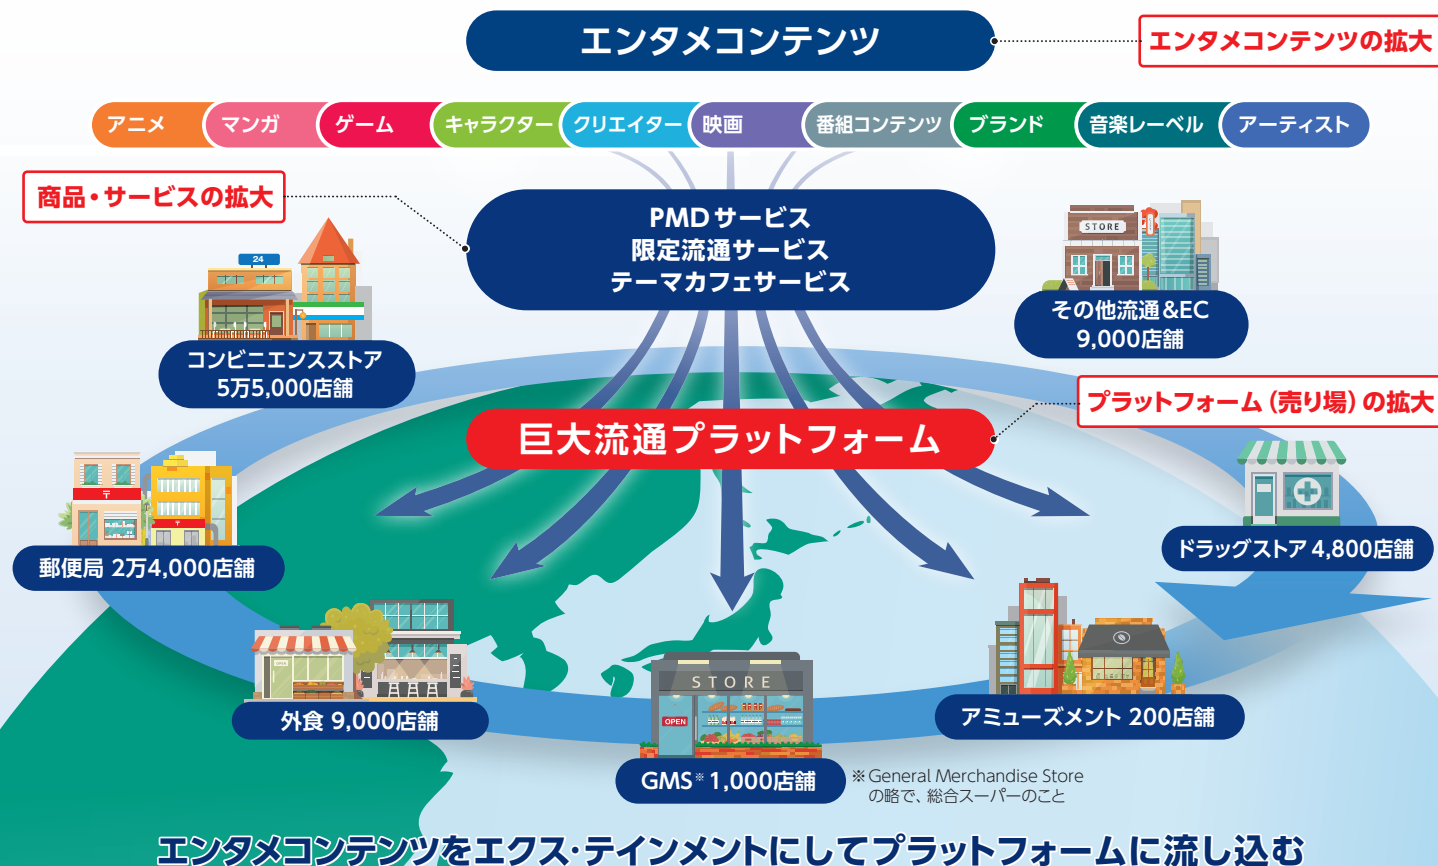 エンタメコンテンツ
エンタメコンテンツの拡大
アニメ
マンガ
ゲーム
キャラクター
クリエイター
映画
番組コンテンツ
ブランド
音楽レーベル
アーティスト
商品・サービスの拡大
PMDサービス
限定流通サービス
テーマカフェサービス
STORE
その他流通&EC
9,000店舗
24
コンビニエンスストア
5万5,000店舗
プラットフォーム(売り場)の拡大
巨大流通プラットフォーム
〒
〒
郵便局 2万4,000店舗
ドラッグストア 4,800店舗
外食 9,000店舗
STORE
OPEN
アミューズメント 200店舗
GMS※ 1,000店舗
※General Merchandise Store
の略で、総合スーパーのこと
エンタメコンテンツをエクス・テインメントにしてプラットフォームに流し込む